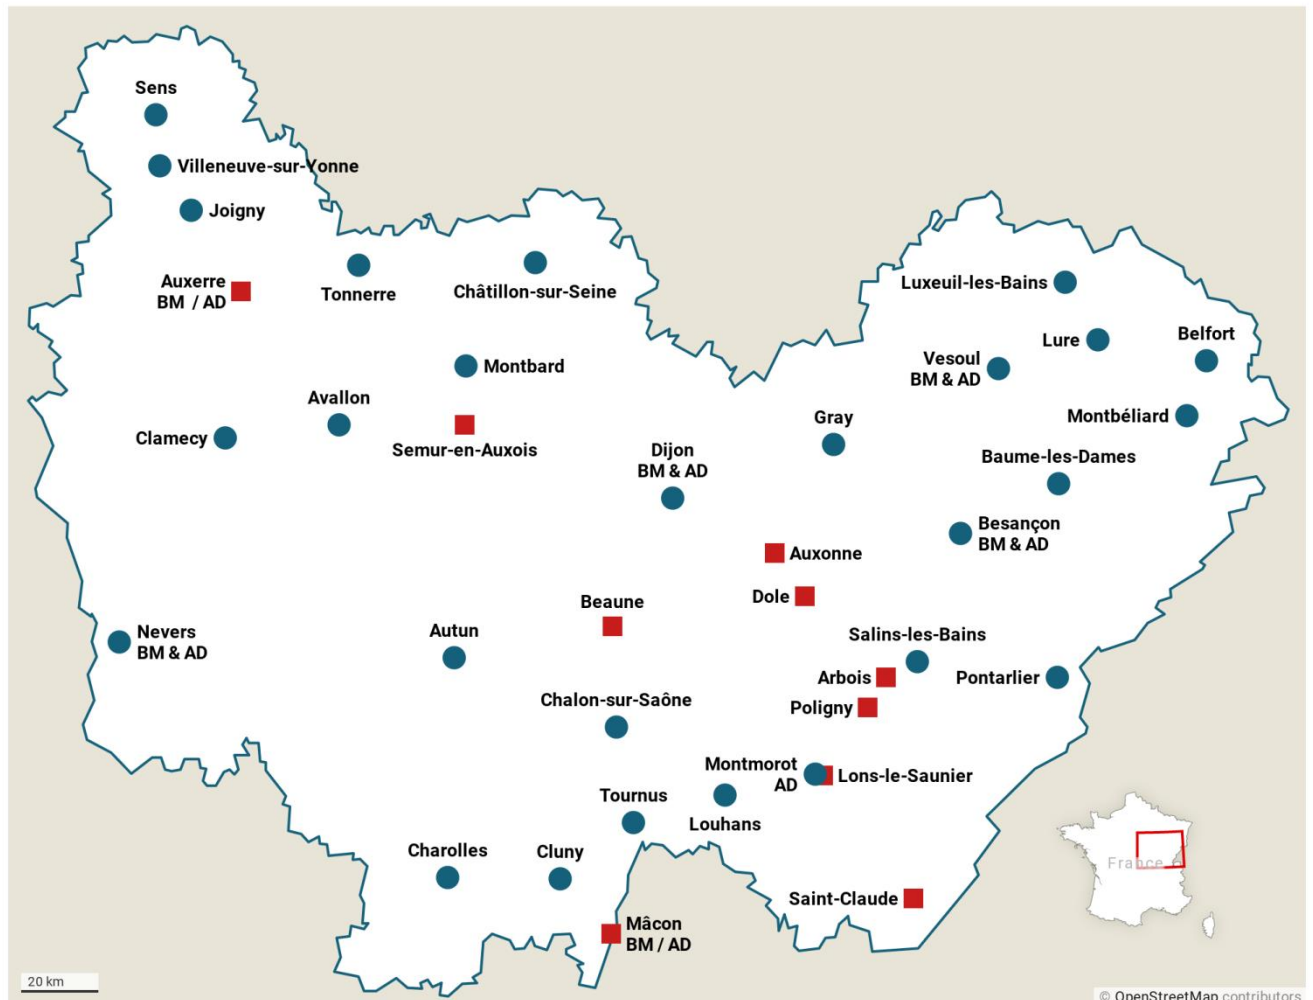 Sens
Villeneuve-sur-Yonne
Joigny
Auxerre
BM / AD
Tonnerre
Châtillon-sur-Seine
Luxeuil-les-Bains
Lure
Belfort
Vesoul
BM & AD
Montbard
Avallon
Montbéliard
Gray
Clamecy
Semur-en-Auxois
Dijon
BM & AD
Baume-les-Dames
Besançon
BM & AD
Auxonne
Dole
Beaune
Nevers
BM & AD
Autun
Salins-les-Bains
Arbois
Pontarlier
Chalon-sur-Saône
Poligny
Montmorot
AD
Lons-le-Saunier
Tournus
Louhans
Charolles
Cluny
France
Saint-Claude
Mâcon
BM / AD
20 km
© OpenStreetMap contributors